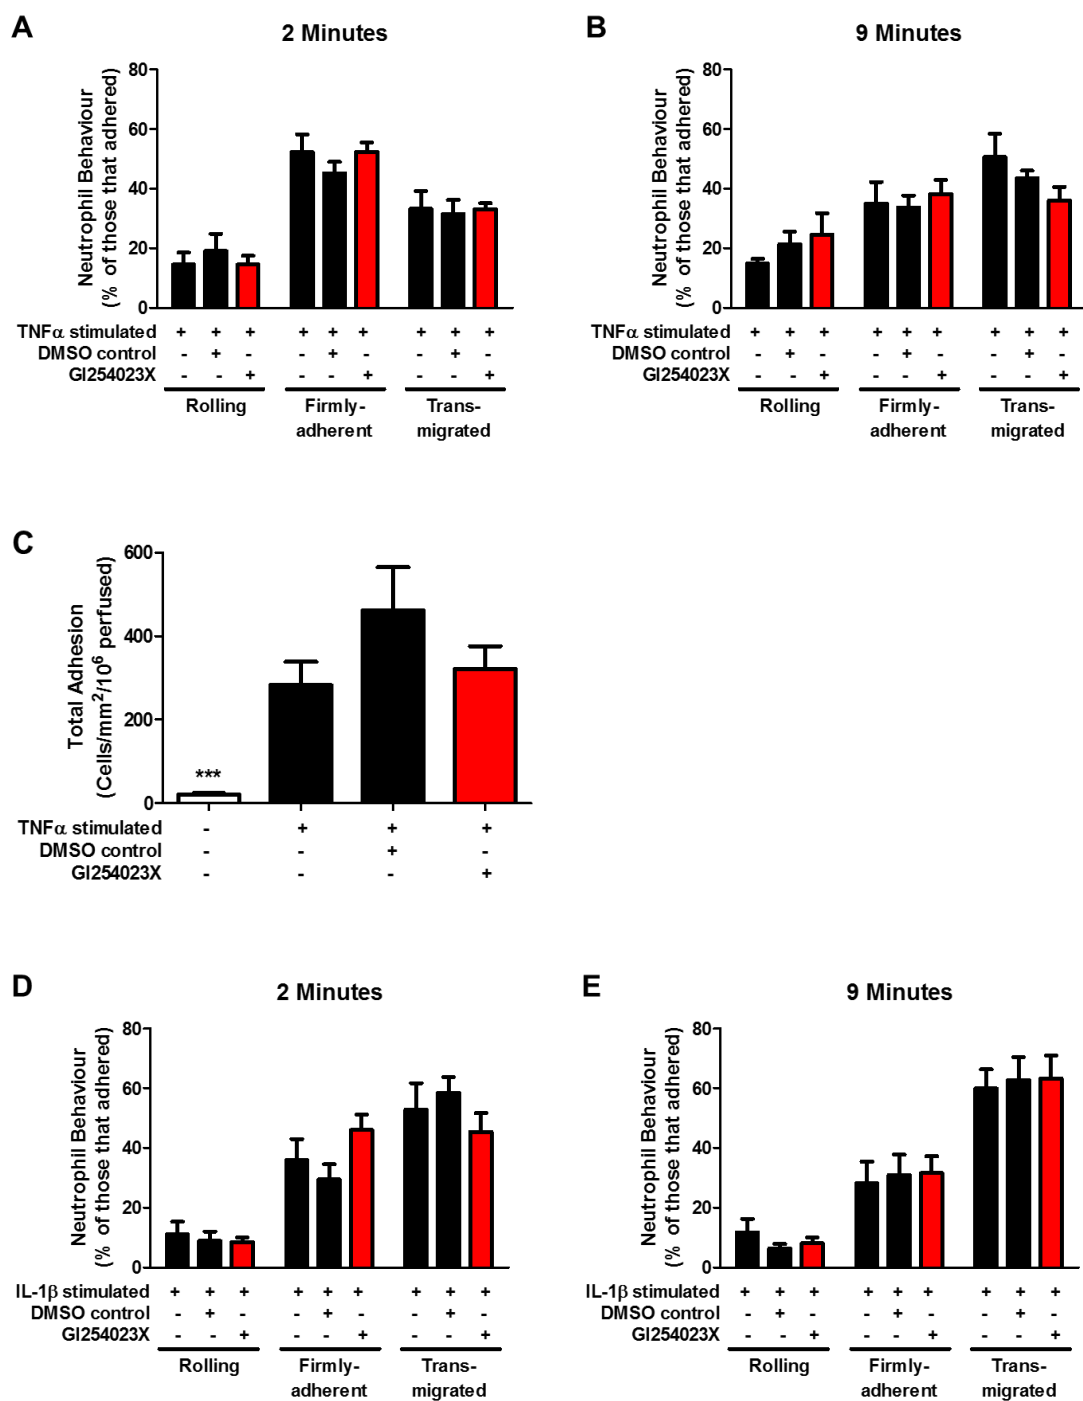 A
2 Minutes
Neutrophil Behaviour
(% of those that adhered)
80
60
40
20
0
TNFα stimulated + + + + + + + + +
DMSO control - + - + - +
GI254023X - - + - - + - - +
Rolling Firmly-adherent Trans-migrated
B
9 Minutes
Neutrophil Behaviour
(% of those that adhered)
80
60
40
20
0
TNFα stimulated + + + + + + + + +
DMSO control - + - + - +
GI254023X - - + - - + - - +
Rolling Firmly-adherent Trans-migrated
C
Total Adhesion
(Cells/mm²/10⁶ perfused)
600
400
200
0
***
TNFα stimulated - + + +
DMSO control - - + -
GI254023X - - - +
D
2 Minutes
Neutrophil Behaviour
(% of those that adhered)
80
60
40
20
0
IL-1β stimulated + + + + + + + + +
DMSO control - + - - + - - + -
GI254023X - - + - - + - - +
Rolling Firmly-adherent Trans-migrated
E
9 Minutes
Neutrophil Behaviour
(% of those that adhered)
80
60
40
20
0
IL-1β stimulated + + + + + + + + +
DMSO control - + - - + - - + -
GI254023X - - + - - + - - +
Rolling Firmly-adherent Trans-migrated